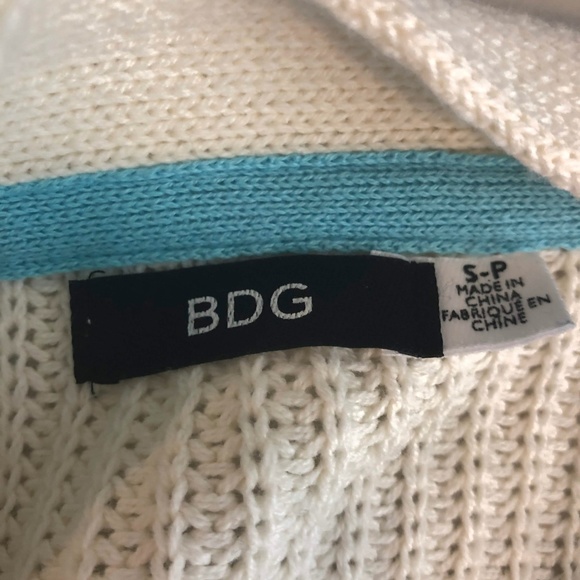 BDG
S-P
MADE IN
CHINA
FABRIQUÉ EN
CHINE